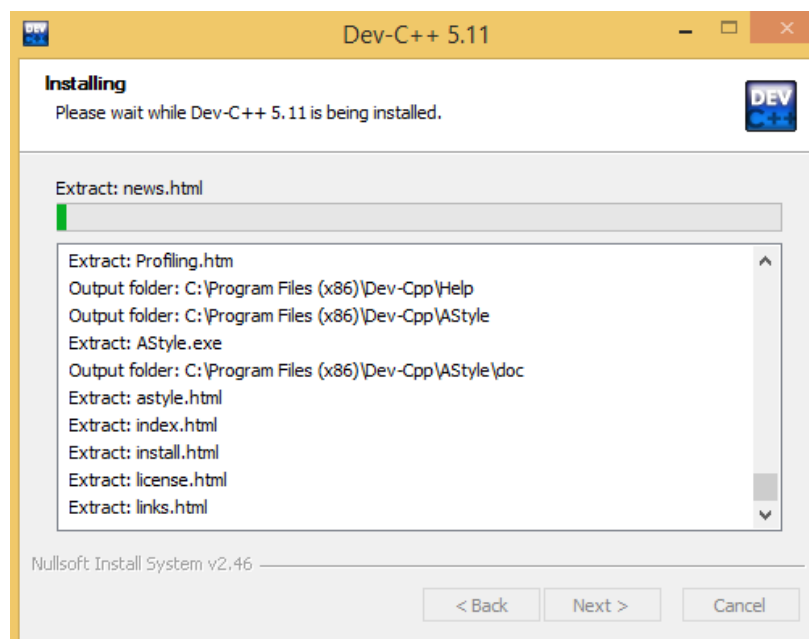 DEV
C++
Dev-C++ 5.11
Installing
Please wait while Dev-C++ 5.11 is being installed.
DEV
C++
Extract: news.html
Extract: Profiling.htm
Output folder: C:\Program Files (x86)\Dev-Cpp\Help
Output folder: C:\Program Files (x86)\Dev-Cpp\AStyle
Extract: AStyle.exe
Output folder: C:\Program Files (x86)\Dev-Cpp\AStyle\doc
Extract: astyle.html
Extract: index.html
Extract: install.html
Extract: license.html
Extract: links.html
Nullsoft Install System v2.46
< Back Next > Cancel